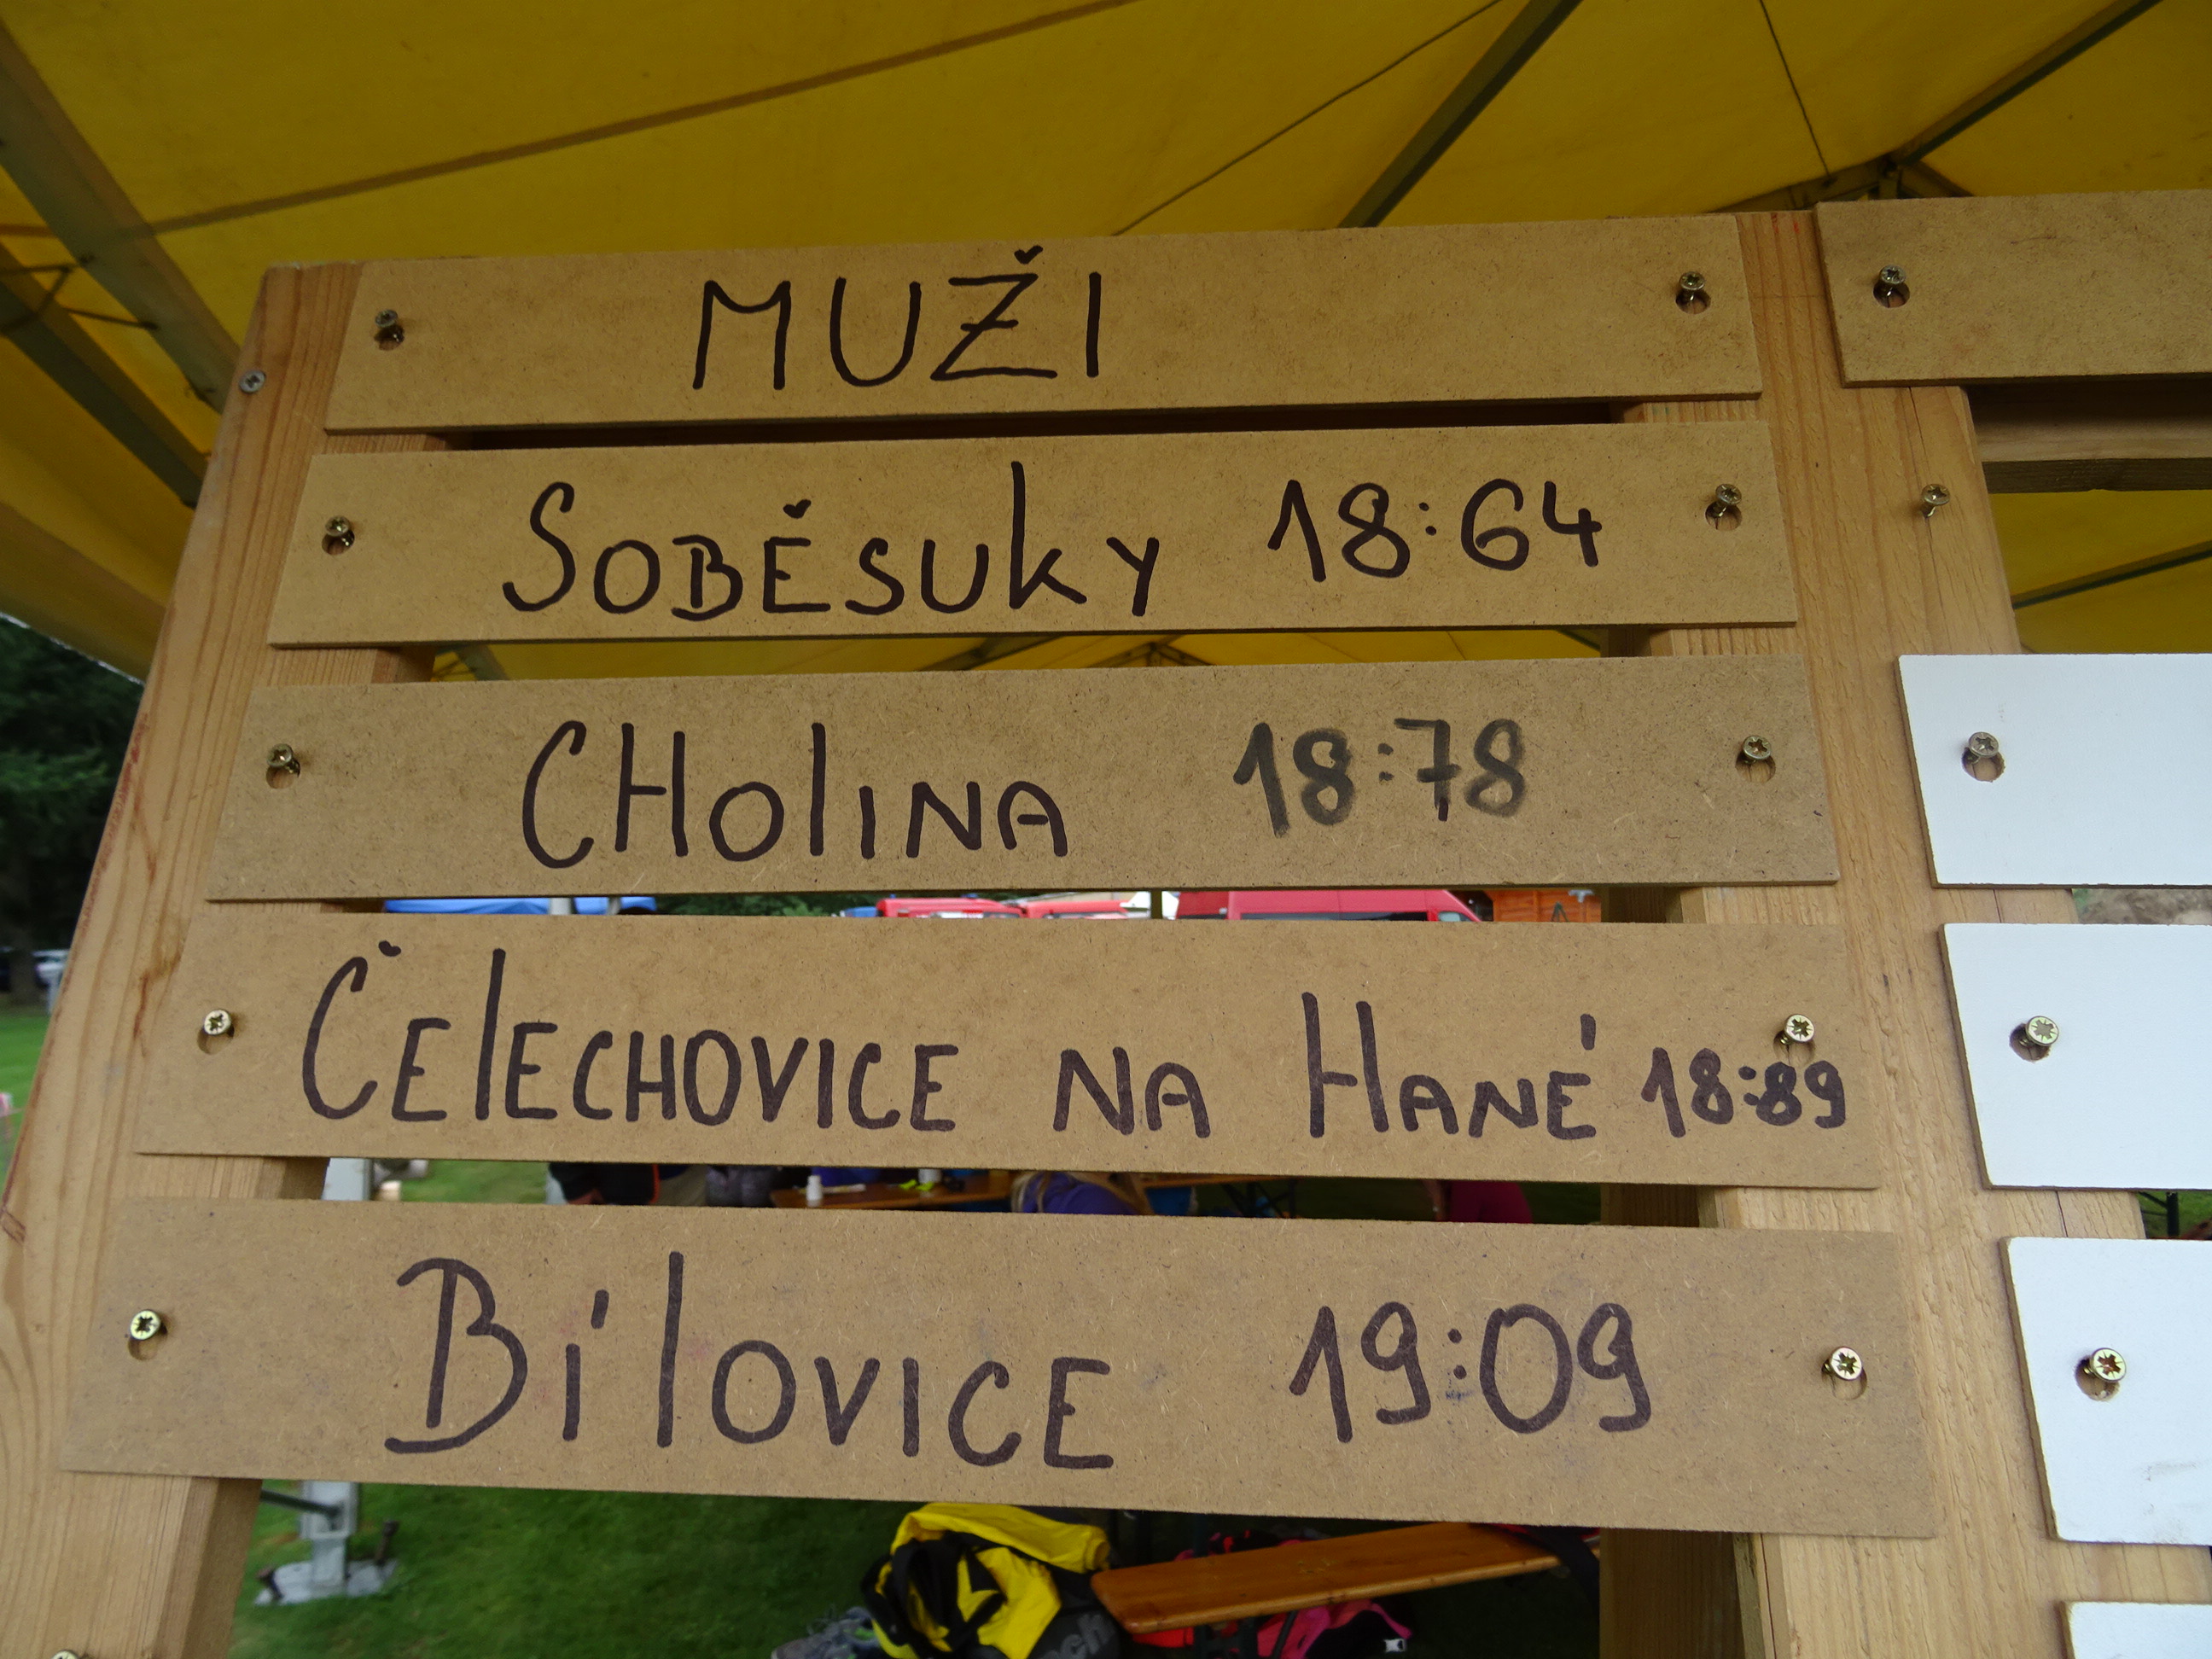 MUŽI
SOBĚSUKY 18:64
CHOLINA 18:78
ČELECHOVICE NA HANÉ 18:89
BÍLOVICE 19:09